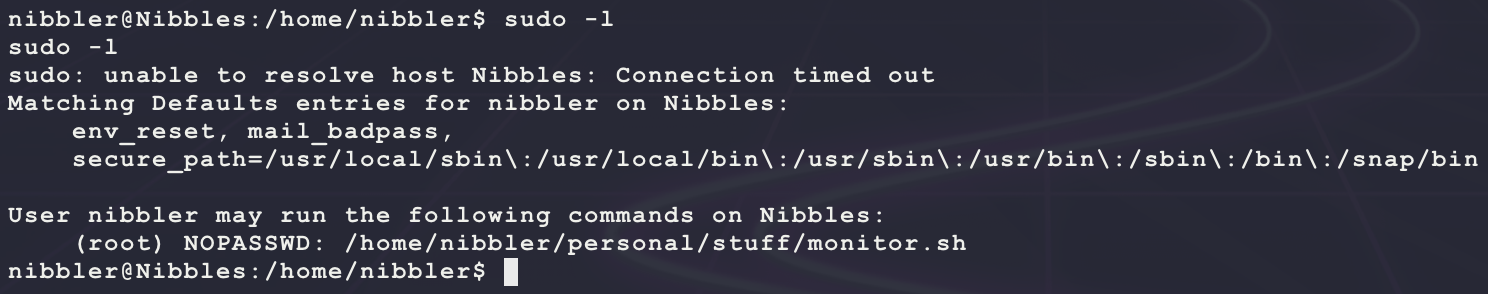 nibbler@Nibbles:/home/nibbler$ sudo -l
sudo -l
sudo: unable to resolve host Nibbles: Connection timed out
Matching Defaults entries for nibbler on Nibbles:
    env_reset, mail_badpass,
    secure_path=/usr/local/sbin\:/usr/local/bin\:/usr/sbin\:/usr/bin\:/sbin\:/bin\:/snap/bin

User nibbler may run the following commands on Nibbles:
    (root) NOPASSWD: /home/nibbler/personal/stuff/monitor.sh
nibbler@Nibbles:/home/nibbler$